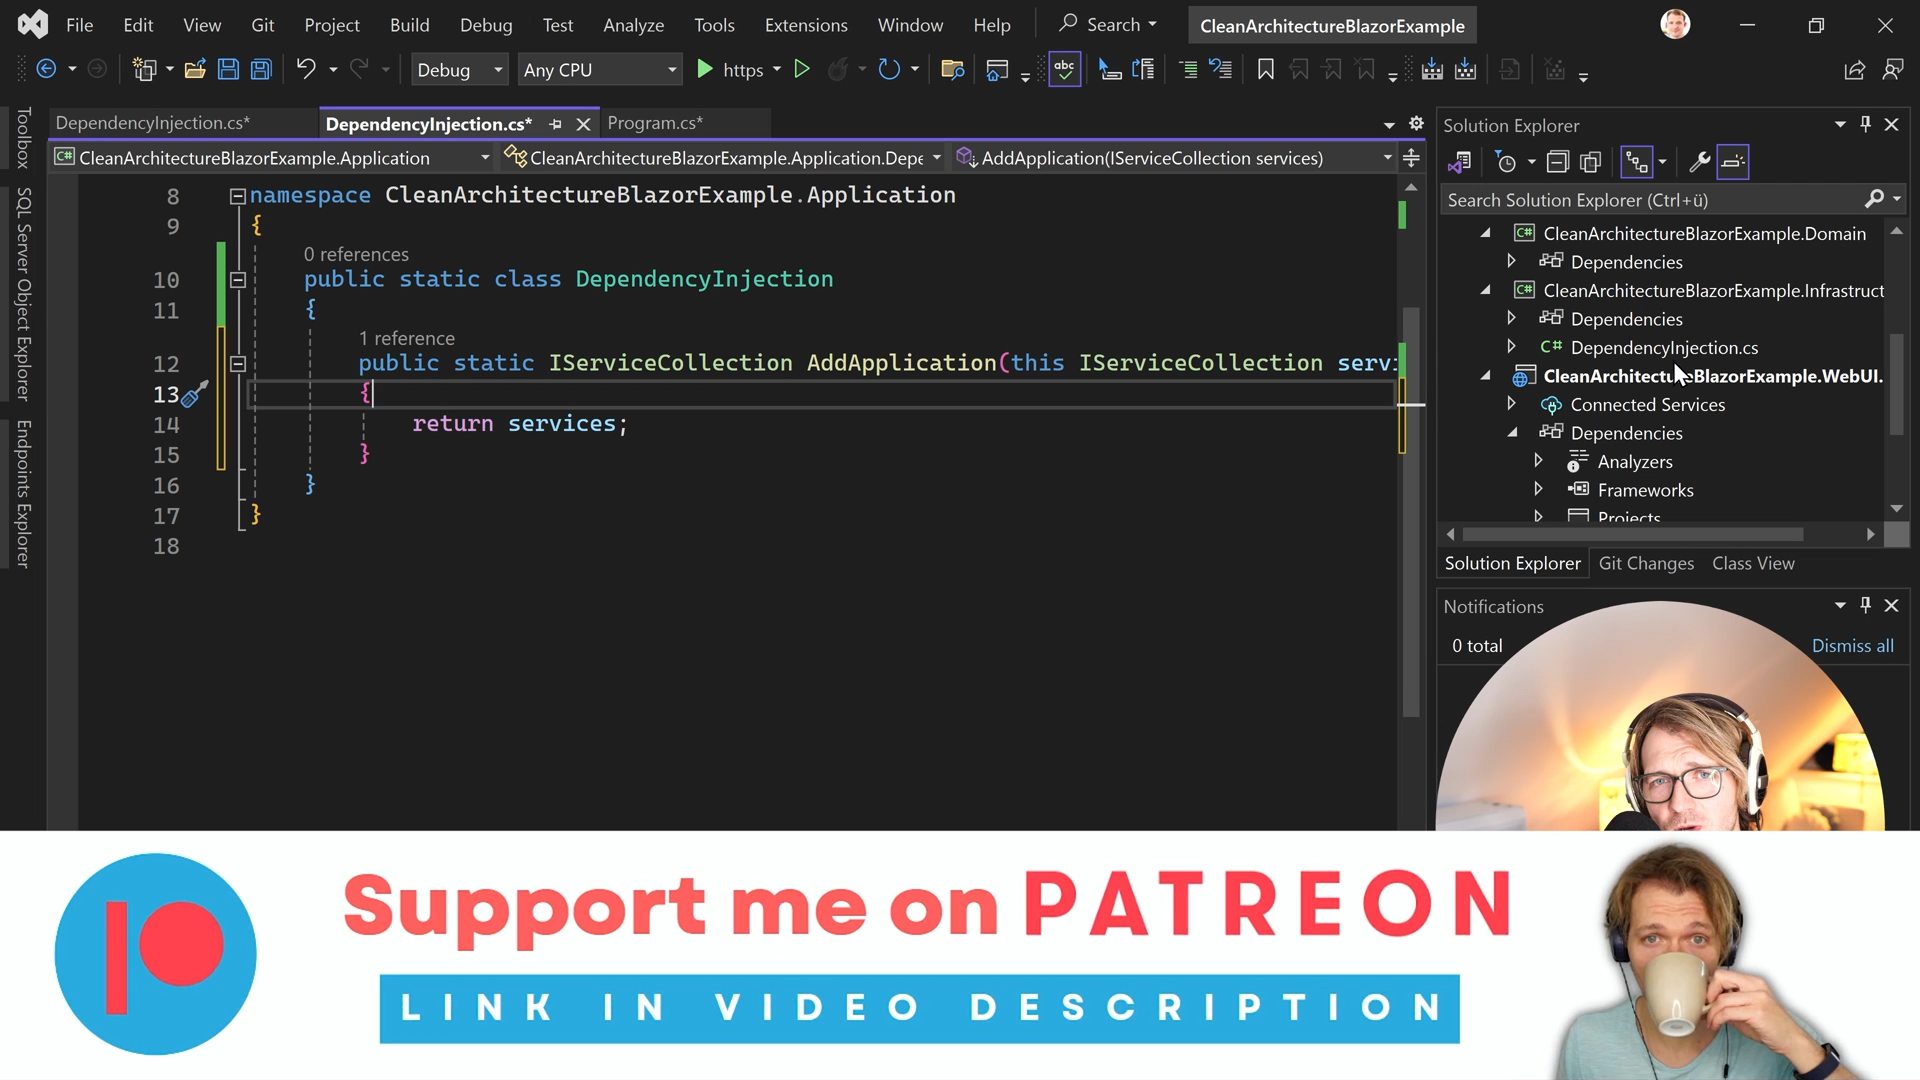 File Edit View Git Project Build Debug Test Analyze Tools Extensions Window Help Search CleanArchitectureBlazorExample
Debug Any CPU https abc
Toolbox
SQL Server Object Explorer
Endpoints Explorer
DependencyInjection.cs* DependencyInjection.cs* Program.cs*
C# CleanArchitectureBlazorExample.Application CleanArchitectureBlazorExample.Application.Depe AddApplication(IServiceCollection services)
8 namespace CleanArchitectureBlazorExample.Application
9 {
0 references
10 public static class DependencyInjection
11 {
1 reference
12 public static IServiceCollection AddApplication(this IServiceCollection servi
13 {
14 return services;
15 }
16 }
17 }
18
Solution Explorer
Search Solution Explorer (Ctrl+ü)
C# CleanArchitectureBlazorExample.Domain
Dependencies
C# CleanArchitectureBlazorExample.Infrastruct
Dependencies
C# DependencyInjection.cs
CleanArchitectureBlazorExample.WebUI.
Connected Services
Dependencies
Analyzers
Frameworks
Projects
Solution Explorer Git Changes Class View
Notifications
0 total Dismiss all
Support me on PATREON
LINK IN VIDEO DESCRIPTION